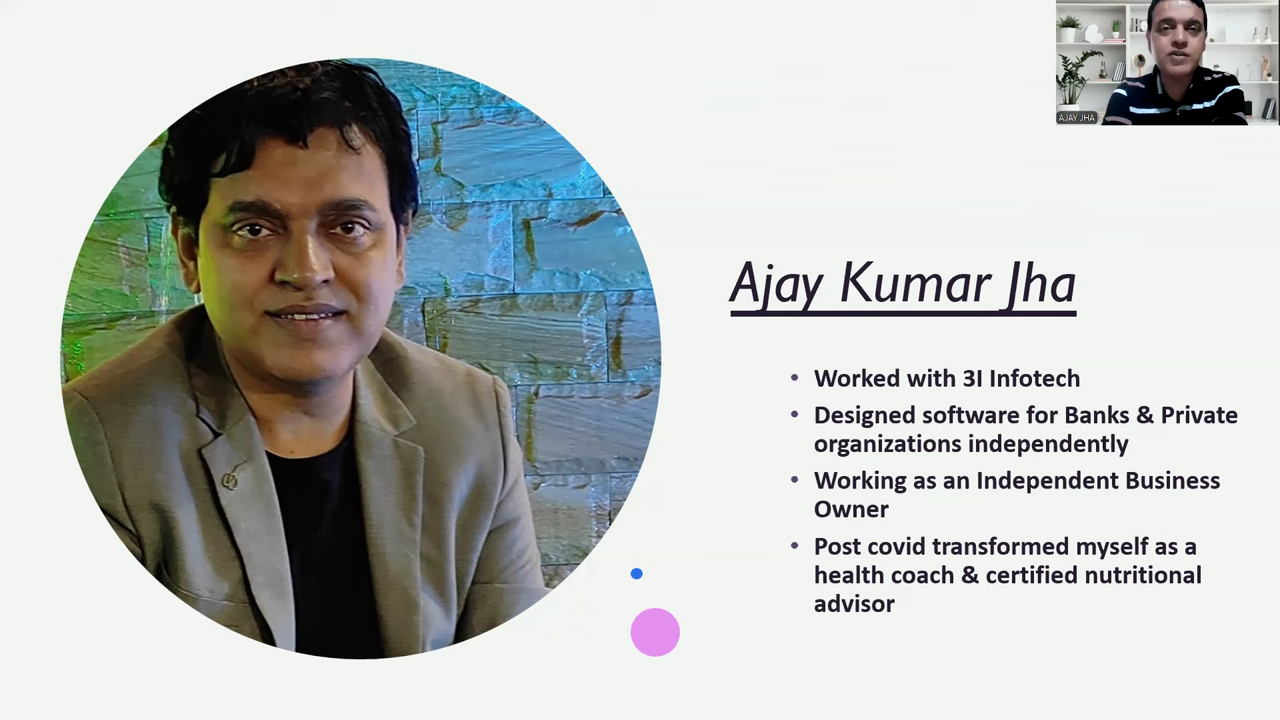 AJAY JHA
Ajay Kumar Jha
• Worked with 3I Infotech
• Designed software for Banks & Private
organizations independently
• Working as an Independent Business
Owner
• Post covid transformed myself as a
health coach & certified nutritional
advisor